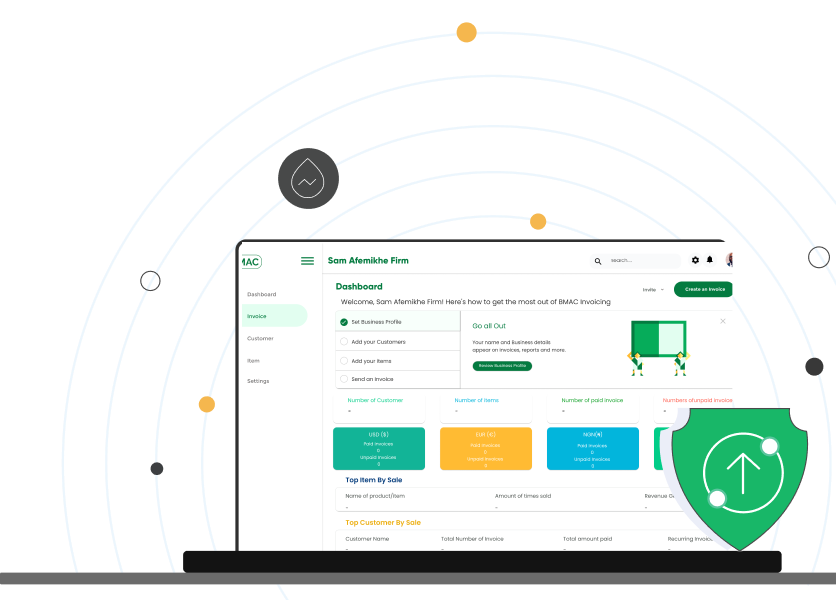 MAC
Sam Afemikhe Firm
Search...
Dashboard
Invoice
Customer
Item
Settings
Dashboard
Invite
Create an Invoice
Welcome, Sam Afemikhe Firm! Here's how to get the most out of BMAC Invoicing
Set Business Profile
Add your Customers
Add your Items
Send an Invoice
Go all Out
Your name and Business details
appear on invoices, reports and more.
Review Business Profile
Number of Customer
-
Number of Items
-
Number of paid invoice
-
Numbers ofunpaid invoice
USD ($)
Paid Invoices
0
Unpaid Invoices
0
EUR (€)
Paid Invoices
0
Unpaid Invoices
0
NGN(₦)
Paid Invoices
0
Unpaid Invoices
0
Top Item By Sale
Name of product/item
Amount of times sold
Revenue
-
-
-
Top Customer By Sale
Customer Name
Total Number of Invoice
Total amount paid
Recurring Invoice